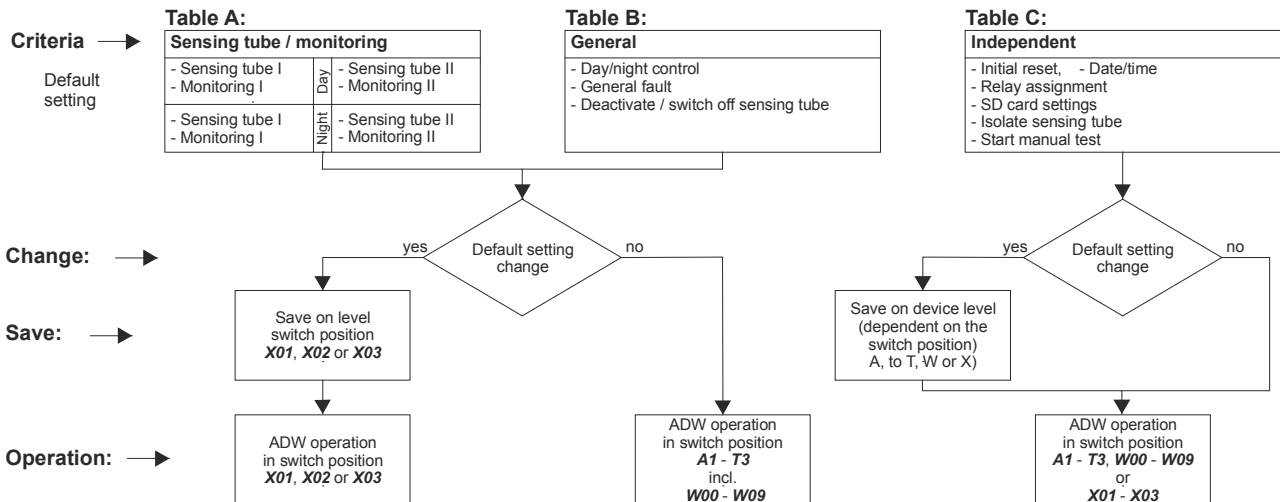 Table A:
Table B:
Table C:
Criteria
Sensing tube / monitoring
General
Independent
Default
setting
- Sensing tube I
- Monitoring I
Day
- Sensing tube II
- Monitoring II
- Sensing tube I
- Monitoring I
Night
- Sensing tube II
- Monitoring II
- Day/night control
- General fault
- Deactivate / switch off sensing tube
- Initial reset, - Date/time
- Relay assignment
- SD card settings
- Isolate sensing tube
- Start manual test
Change:
yes
Default setting
change
no
yes
Default setting
change
no
Save:
Save on level
switch position
X01, X02 or X03
Save on device level
(dependent on the
switch position)
A, to T, W or X)
Operation:
ADW operation
in switch position
X01, X02 or X03
ADW operation
in switch position
A1 - T3
incl.
W00 - W09
ADW operation
in switch position
A1 - T3, W00 - W09
or
X01 - X03